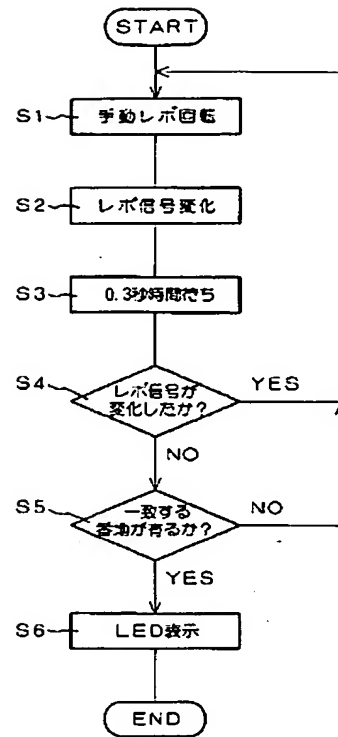 START
S1 手動レボ回転
S2 レボ信号変化
S3 0.3秒時間待ち
S4 レボ信号が
変化したか?
YES
NO
S5 一致する
番地が有るか?
NO
YES
S6 LED表示
END